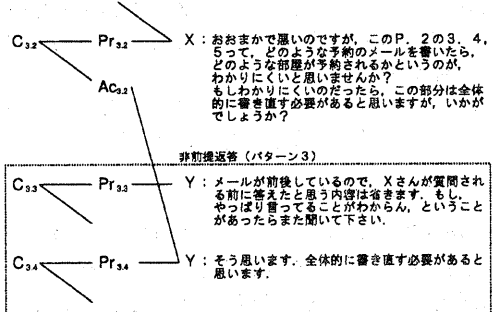 C3.2 Pr3.2 X：おおまかで悪いのですが，このP．2の3．4，
5って，どのような予約のメールを書いたら，
どのような部屋が予約されるかというのが，
わかりにくいと思いませんか？
もしわかりにくいのだったら，この部分は全体
的に書き直す必要があると思いますが，いかが
でしょうか？
Ac3.2
非前提返答（パターン3）
C3.3 Pr3.3 Y：メールが前後しているので，Xさんが質問され
る前に答えたと思う内容は省きます．もし，
やっぱり言ってることがわからん，ということ
があったらまた聞いて下さい．
C3.4 Pr3.4 Y：そう思います．全体的に書き直す必要があると
思います．